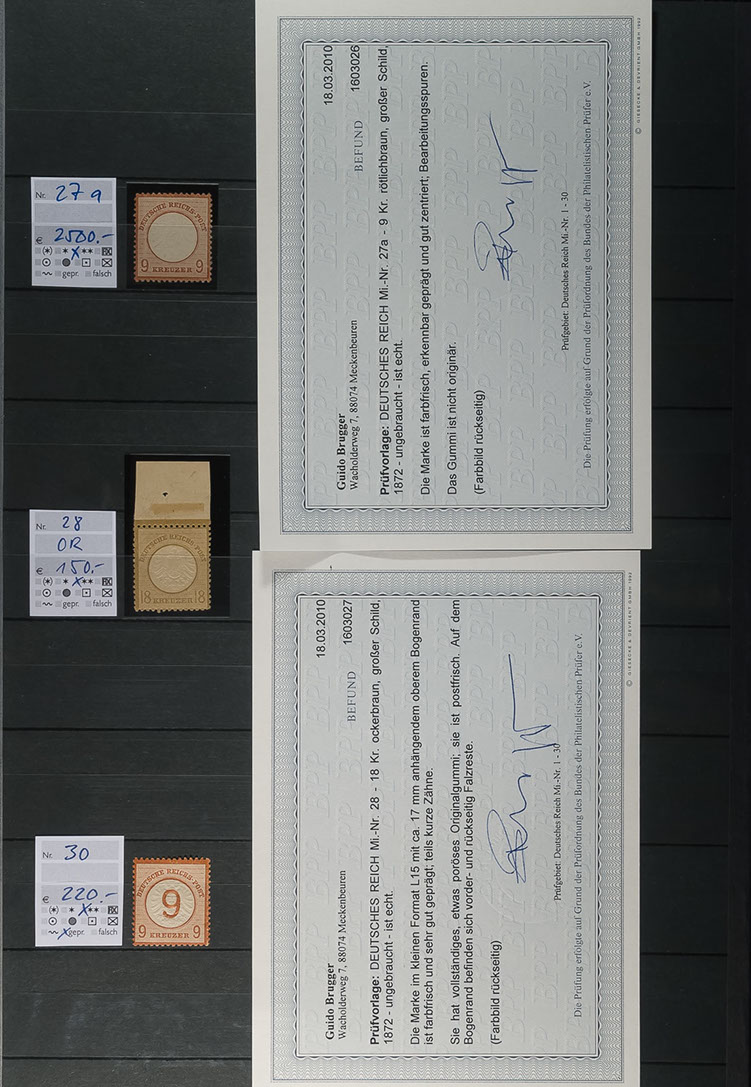 Nr. 27 a
€ 2500.-
(*) * ** 
gepr. falsch
DEUTSCHE REICHS-POST
9 KREUZER 9
Nr. 28
OR
€ 150.-
(*) * **
gepr. falsch
DEUTSCHE REICHS-POST
18 KREUZER 18
Nr. 30
€ 220.-
(*) * **
gepr. falsch
DEUTSCHE REICHS-POST
9
9 KREUZER 9
18.03.2010
BEFUND 1603026
Guido Brugger
Wacholderweg 7, 88074 Meckenbeuren
Prüfvorlage: DEUTSCHES REICH Mi.-Nr. 27a - 9 Kr. rötlichbraun, großer Schild,
1872 - ungebraucht - ist echt.
Die Marke ist farbfrisch, erkennbar geprägt und gut zentriert; Bearbeitungsspuren.
Das Gummi ist nicht originär.
(Farbbild rückseitig)
Prüfgebiet: Deutsches Reich Mi.-Nr. 1 - 30
Die Prüfung erfolgte auf Grund der Prüfordnung des Bundes der Philatelistischen Prüfer e.V.
© GIESECKE & DEVRIENT GMBH 1992
18.03.2010
BEFUND 1603027
Guido Brugger
Wacholderweg 7, 88074 Meckenbeuren
Prüfvorlage: DEUTSCHES REICH Mi.-Nr. 28 - 18 Kr. ockerbraun, großer Schild,
1872 - ungebraucht - ist echt.
Die Marke im kleinen Format L15 mit ca. 17 mm anhängendem oberem Bogenrand
ist farbfrisch und sehr gut geprägt; teils kurze Zähne.
Sie hat vollständiges, etwas poröses Originalgummi; sie ist postfrisch. Auf dem
Bogenrand befinden sich vorder- und rückseitig Falzreste.
(Farbbild rückseitig)
Prüfgebiet: Deutsches Reich Mi.-Nr. 1 - 30
Die Prüfung erfolgte auf Grund der Prüfordnung des Bundes der Philatelistischen Prüfer e.V.
© GIESECKE & DEVRIENT GMBH 1992